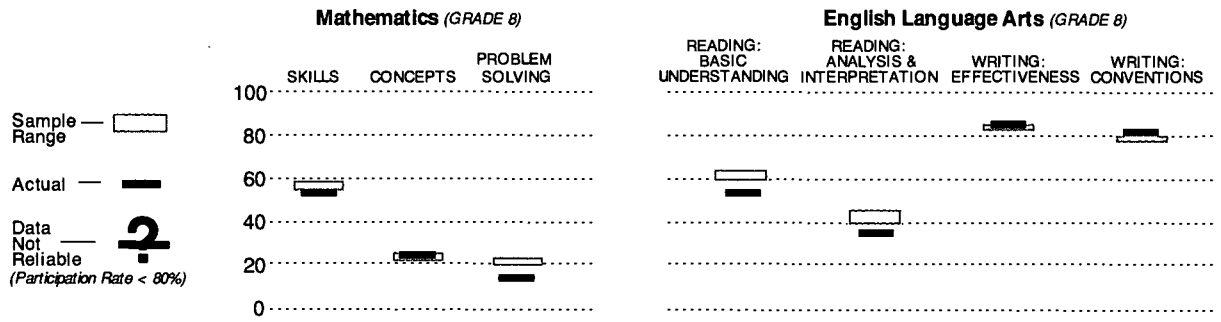 Mathematics (GRADE 8)
English Language Arts (GRADE 8)
SKILLS
CONCEPTS
PROBLEM
SOLVING
READING:
BASIC
UNDERSTANDING
READING:
ANALYSIS &
INTERPRETATION
WRITING:
EFFECTIVENESS
WRITING:
CONVENTIONS
Sample
Range
Actual
Data
Not
Reliable
?
(Participation Rate < 80%)
100
80
60
40
20
0